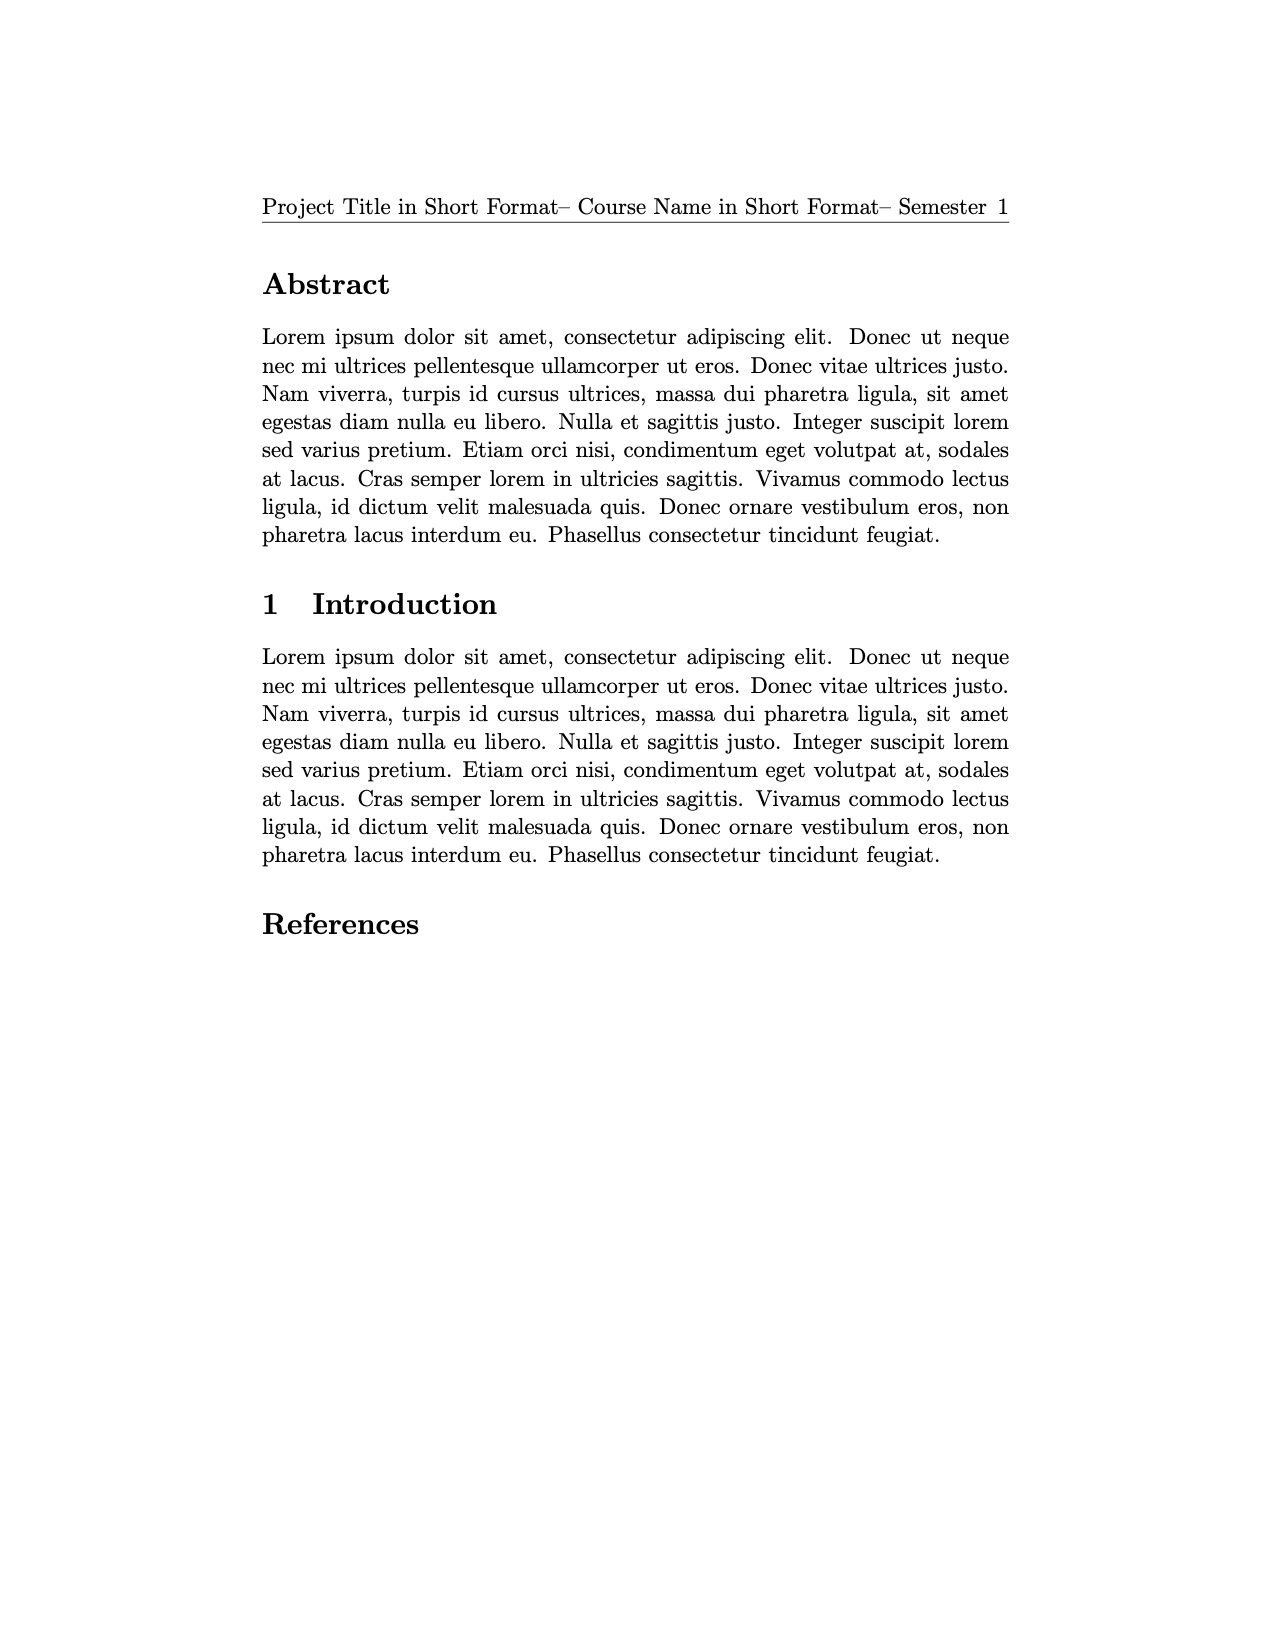 Project Title in Short Format– Course Name in Short Format– Semester 1
Abstract
Lorem ipsum dolor sit amet, consectetur adipiscing elit. Donec ut neque
nec mi ultrices pellentesque ullamcorper ut eros. Donec vitae ultrices justo.
Nam viverra, turpis id cursus ultrices, massa dui pharetra ligula, sit amet
egestas diam nulla eu libero. Nulla et sagittis justo. Integer suscipit lorem
sed varius pretium. Etiam orci nisi, condimentum eget volutpat at, sodales
at lacus. Cras semper lorem in ultricies sagittis. Vivamus commodo lectus
ligula, id dictum velit malesuada quis. Donec ornare vestibulum eros, non
pharetra lacus interdum eu. Phasellus consectetur tincidunt feugiat.
1 Introduction
Lorem ipsum dolor sit amet, consectetur adipiscing elit. Donec ut neque
nec mi ultrices pellentesque ullamcorper ut eros. Donec vitae ultrices justo.
Nam viverra, turpis id cursus ultrices, massa dui pharetra ligula, sit amet
egestas diam nulla eu libero. Nulla et sagittis justo. Integer suscipit lorem
sed varius pretium. Etiam orci nisi, condimentum eget volutpat at, sodales
at lacus. Cras semper lorem in ultricies sagittis. Vivamus commodo lectus
ligula, id dictum velit malesuada quis. Donec ornare vestibulum eros, non
pharetra lacus interdum eu. Phasellus consectetur tincidunt feugiat.
References